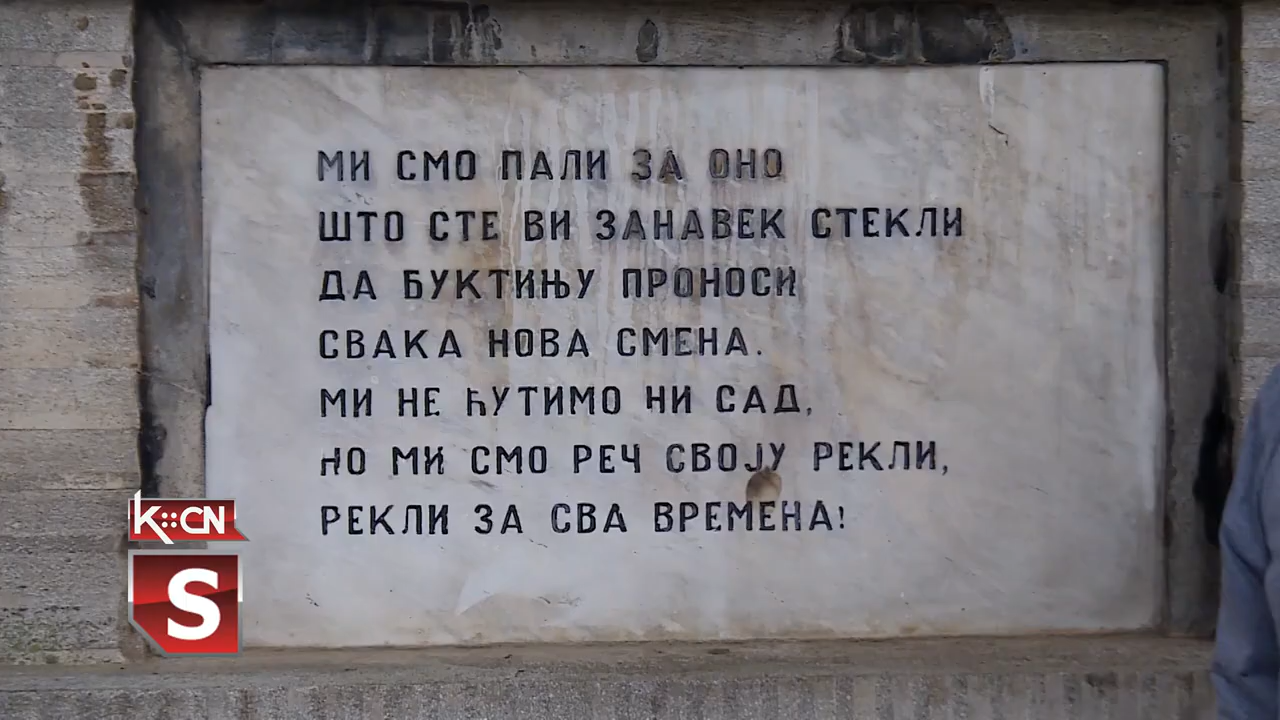 МИ СМО ПАЛИ ЗА ОНО
ШТО СТЕ ВИ ЗАНАВЕК СТЕКЛИ
ДА БУКТИЊУ ПРОНОСИ
СВАКА НОВА СМЕНА.
МИ НЕ ЋУТИМО НИ САД,
НО МИ СМО РЕЧ СВОЈУ РЕКЛИ,
РЕКЛИ ЗА СВА ВРЕМЕНА!
K::CN
S